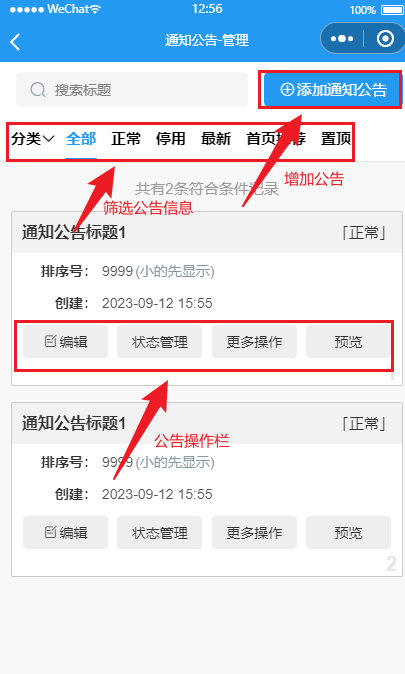 WeChat 12:56 100%
通知公告-管理
搜索标题 添加通知公告
分类 全部 正常 停用 最新 首页推荐 置顶
共有2条符合条件记录
增加公告
筛选公告信息
通知公告标题1 「正常」
排序号: 9999(小的先显示)
创建: 2023-09-12 15:55
编辑 状态管理 更多操作 预览
1
通知公告标题1 「正常」
公告操作栏
排序号: 9999(小的先显示)
创建: 2023-09-12 15:55
编辑 状态管理 更多操作 预览
2